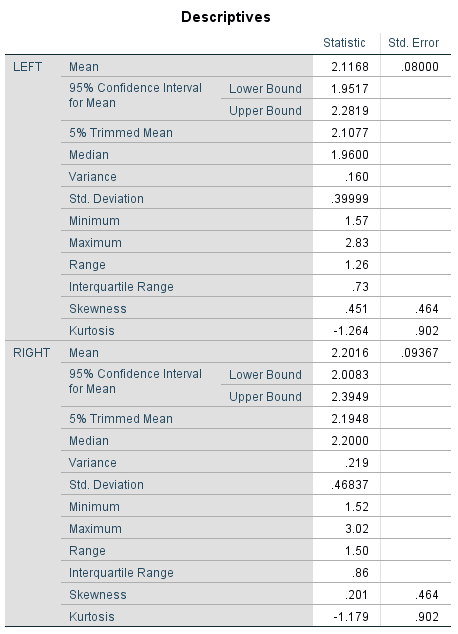 Descriptives
Statistic Std. Error
LEFT Mean 2.1168 .08000
95% Confidence Interval for Mean Lower Bound 1.9517
Upper Bound 2.2819
5% Trimmed Mean 2.1077
Median 1.9600
Variance .160
Std. Deviation .39999
Minimum 1.57
Maximum 2.83
Range 1.26
Interquartile Range .73
Skewness .451 .464
Kurtosis -1.264 .902
RIGHT Mean 2.2016 .09367
95% Confidence Interval for Mean Lower Bound 2.0083
Upper Bound 2.3949
5% Trimmed Mean 2.1948
Median 2.2000
Variance .219
Std. Deviation .46837
Minimum 1.52
Maximum 3.02
Range 1.50
Interquartile Range .86
Skewness .201 .464
Kurtosis -1.179 .902